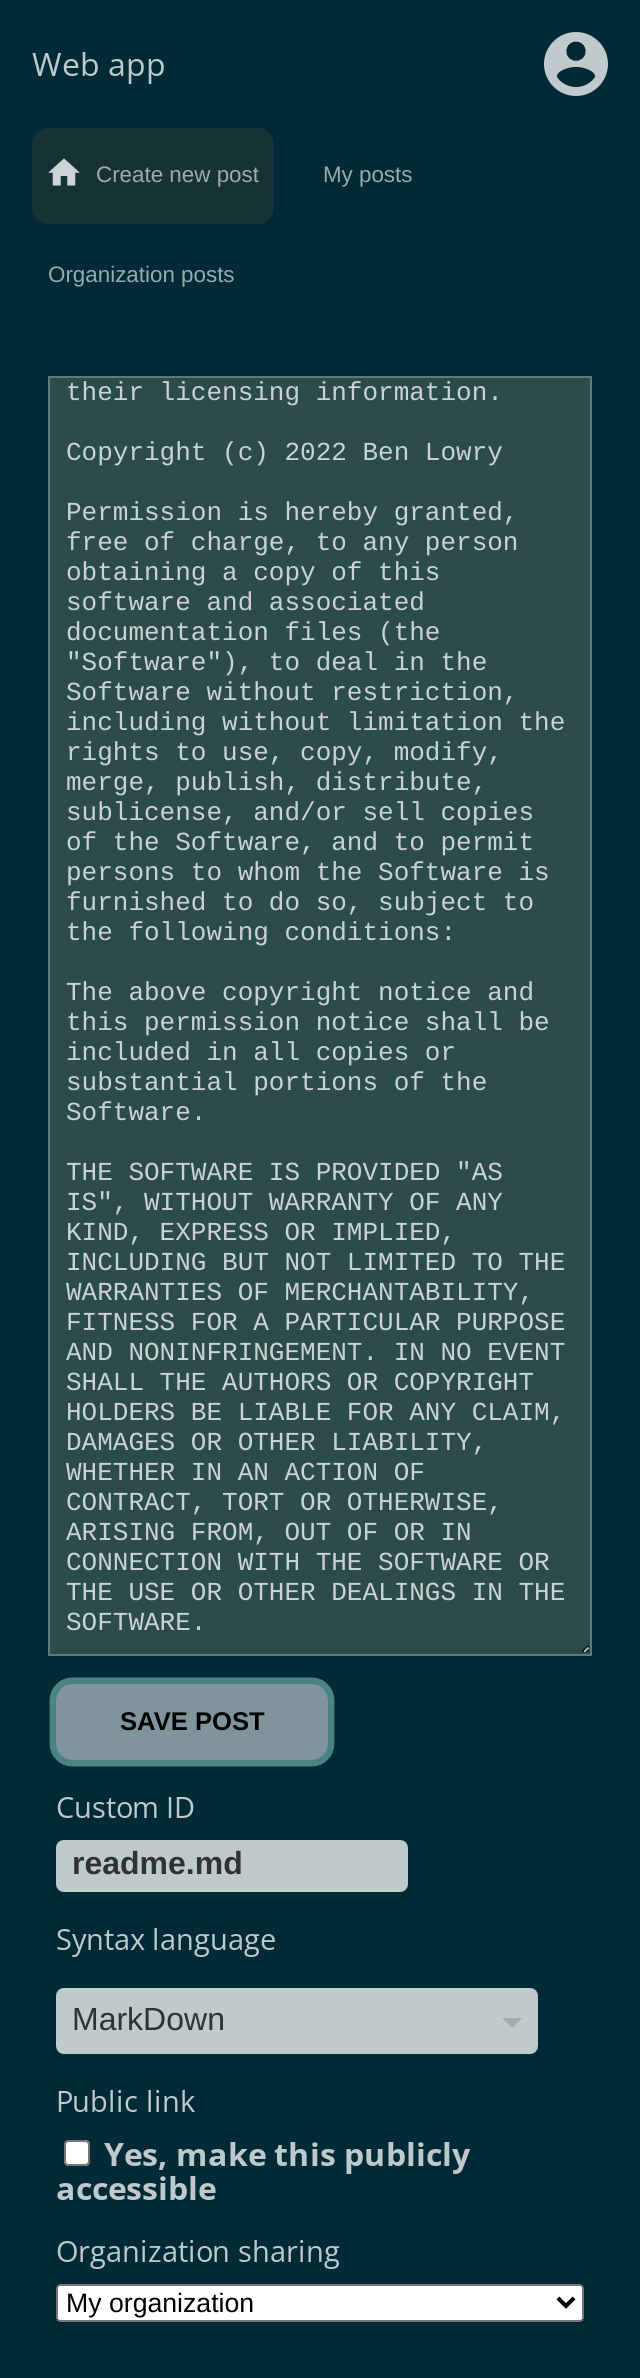 Web app
Create new post
My posts
Organization posts
their licensing information.
Copyright (c) 2022 Ben Lowry
Permission is hereby granted,
free of charge, to any person
obtaining a copy of this
software and associated
documentation files (the
"Software"), to deal in the
Software without restriction,
including without limitation the
rights to use, copy, modify,
merge, publish, distribute,
sublicense, and/or sell copies
of the Software, and to permit
persons to whom the Software is
furnished to do so, subject to
the following conditions:
The above copyright notice and
this permission notice shall be
included in all copies or
substantial portions of the
Software.
THE SOFTWARE IS PROVIDED "AS
IS", WITHOUT WARRANTY OF ANY
KIND, EXPRESS OR IMPLIED,
INCLUDING BUT NOT LIMITED TO THE
WARRANTIES OF MERCHANTABILITY,
FITNESS FOR A PARTICULAR PURPOSE
AND NONINFRINGEMENT. IN NO EVENT
SHALL THE AUTHORS OR COPYRIGHT
HOLDERS BE LIABLE FOR ANY CLAIM,
DAMAGES OR OTHER LIABILITY,
WHETHER IN AN ACTION OF
CONTRACT, TORT OR OTHERWISE,
ARISING FROM, OUT OF OR IN
CONNECTION WITH THE SOFTWARE OR
THE USE OR OTHER DEALINGS IN THE
SOFTWARE.
SAVE POST
Custom ID
readme.md
Syntax language
MarkDown
Public link
Yes, make this publicly
accessible
Organization sharing
My organization